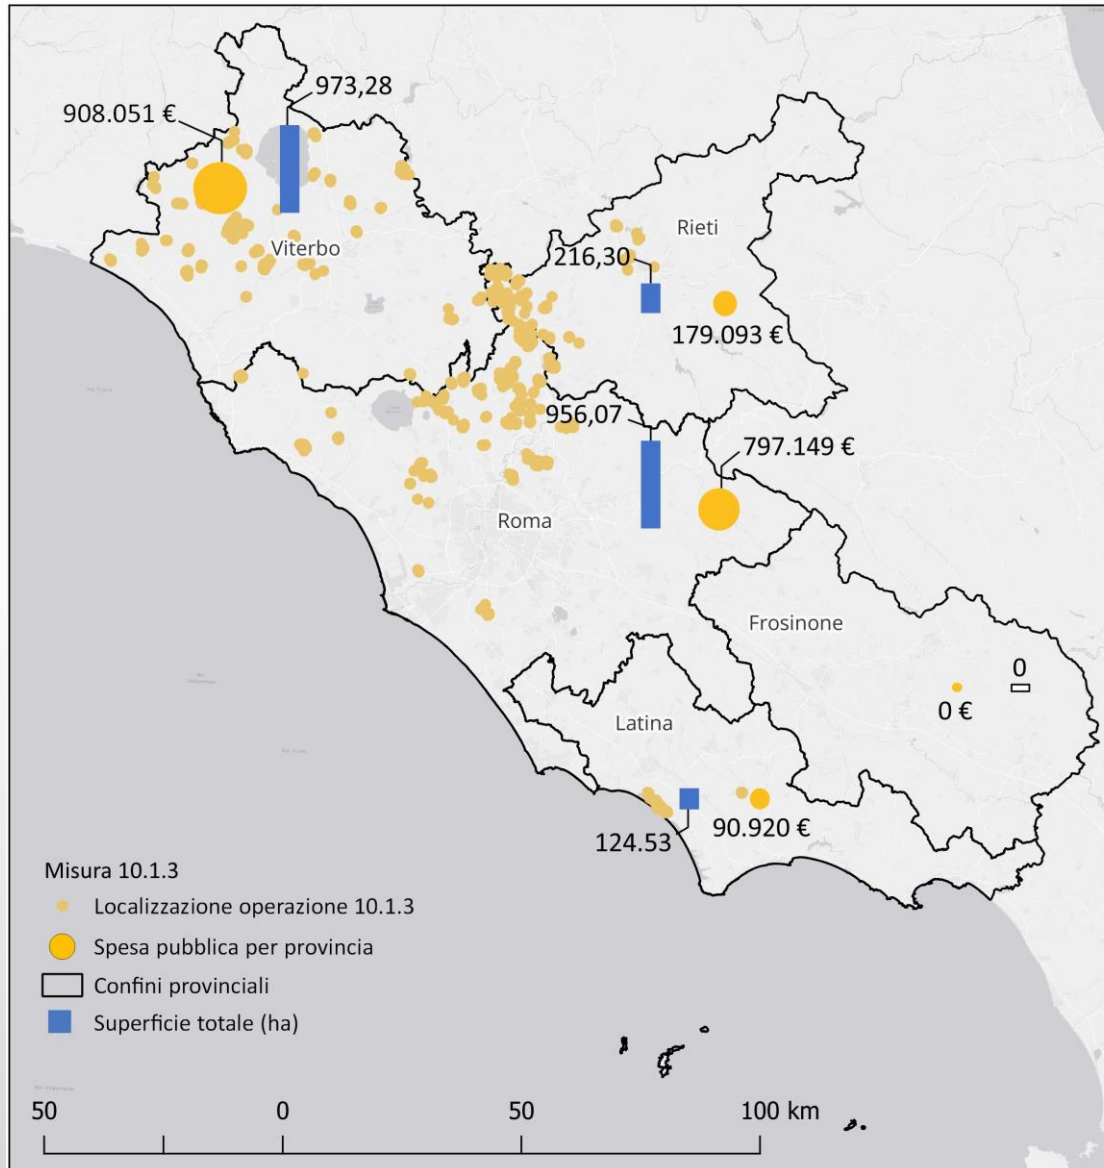 973,28
908.051 €
Viterbo
Rieti
216,30
179.093 €
956,07
797.149 €
Roma
Frosinone
0
0 €
Latina
124.53
90.920 €
Misura 10.1.3
Localizzazione operazione 10.1.3
Spesa pubblica per provincia
Confini provinciali
Superficie totale (ha)
50 0 50 100 km